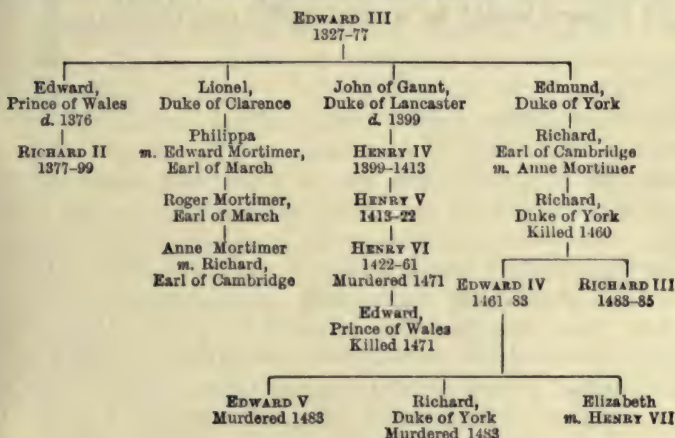 EDWARD III
1327-77
Edward, Lionel, John of Gaunt, Edmund,
Prince of Wales Duke of Clarence Duke of Lancaster Duke of York
d. 1376 d. 1399
Philippa Richard,
RICHARD II m. Edward Mortimer, HENRY IV Earl of Cambridge
1377-99 Earl of March 1399-1413 m. Anne Mortimer
Roger Mortimer, HENRY V Richard,
Earl of March 1413-22 Duke of York
Killed 1460
Anne Mortimer HENRY VI
m. Richard, 1422-61
Earl of Cambridge Murdered 1471 EDWARD IV RICHARD III
1461 83 1483-85
Edward,
Prince of Wales
Killed 1471
EDWARD V Richard, Elizabeth
Murdered 1483 Duke of York m. HENRY VII
Murdered 1483